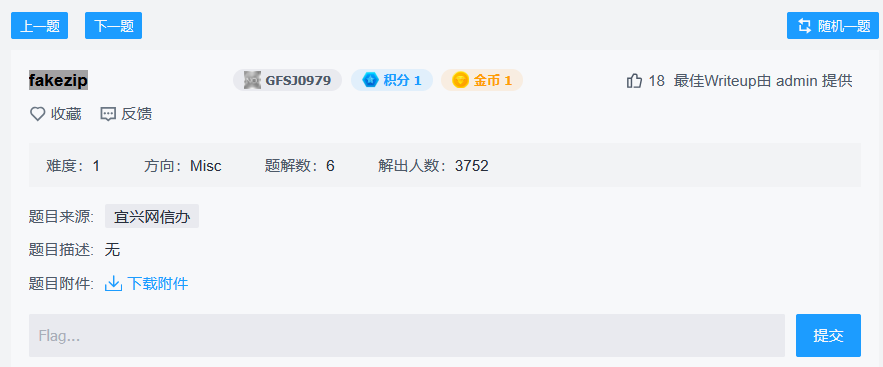 上一题 下一题 随机一题
fakezip GFSJ0979 积分 1 金币 1 18 最佳Writeup由 admin 提供
收藏 反馈
难度：1 方向：Misc 题解数：6 解出人数：3752
题目来源: 宜兴网信办
题目描述: 无
题目附件: 下载附件
Flag... 提交